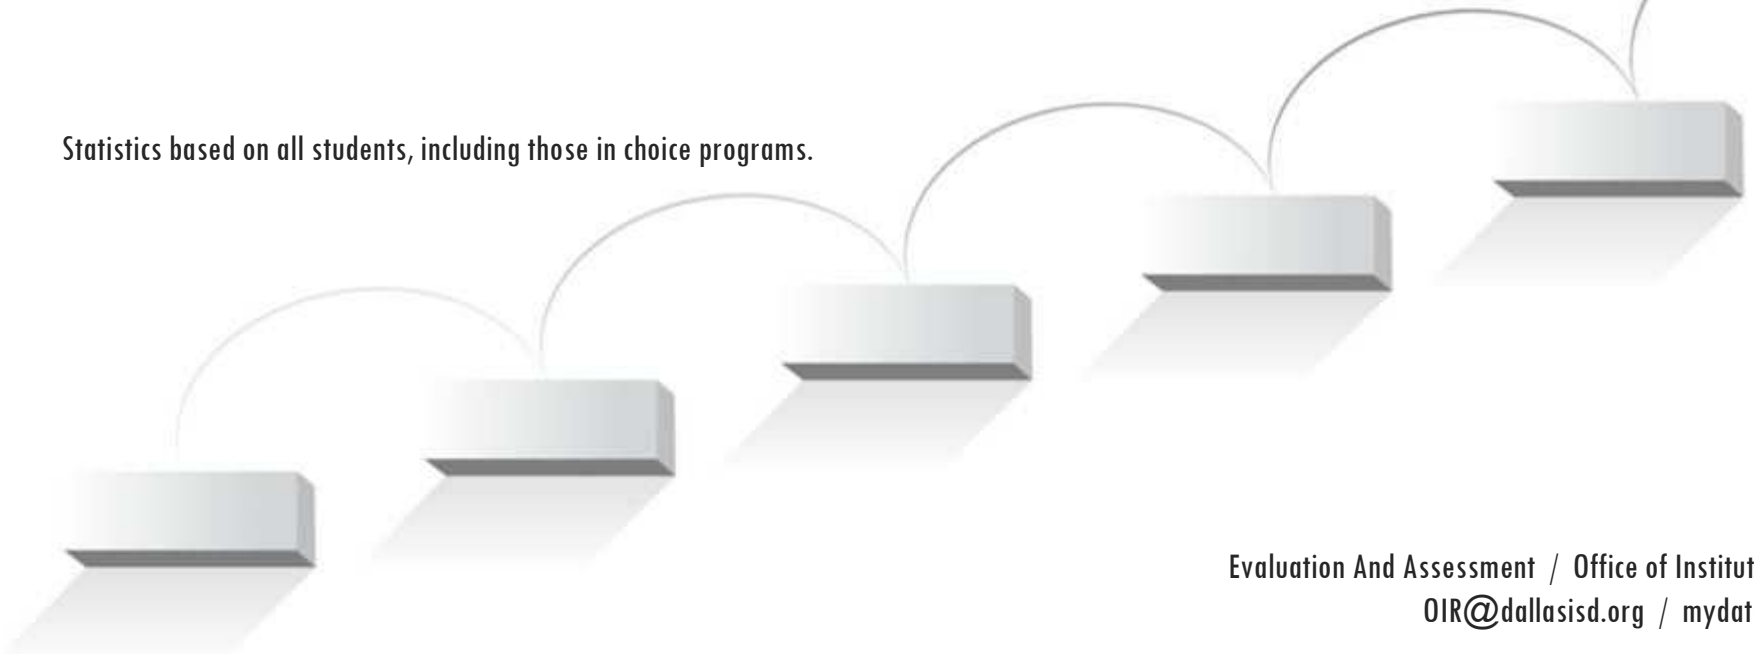 Statistics based on all students, including those in choice programs.
Evaluation And Assessment / Office of Institut
OIR@dallasisd.org / mydat